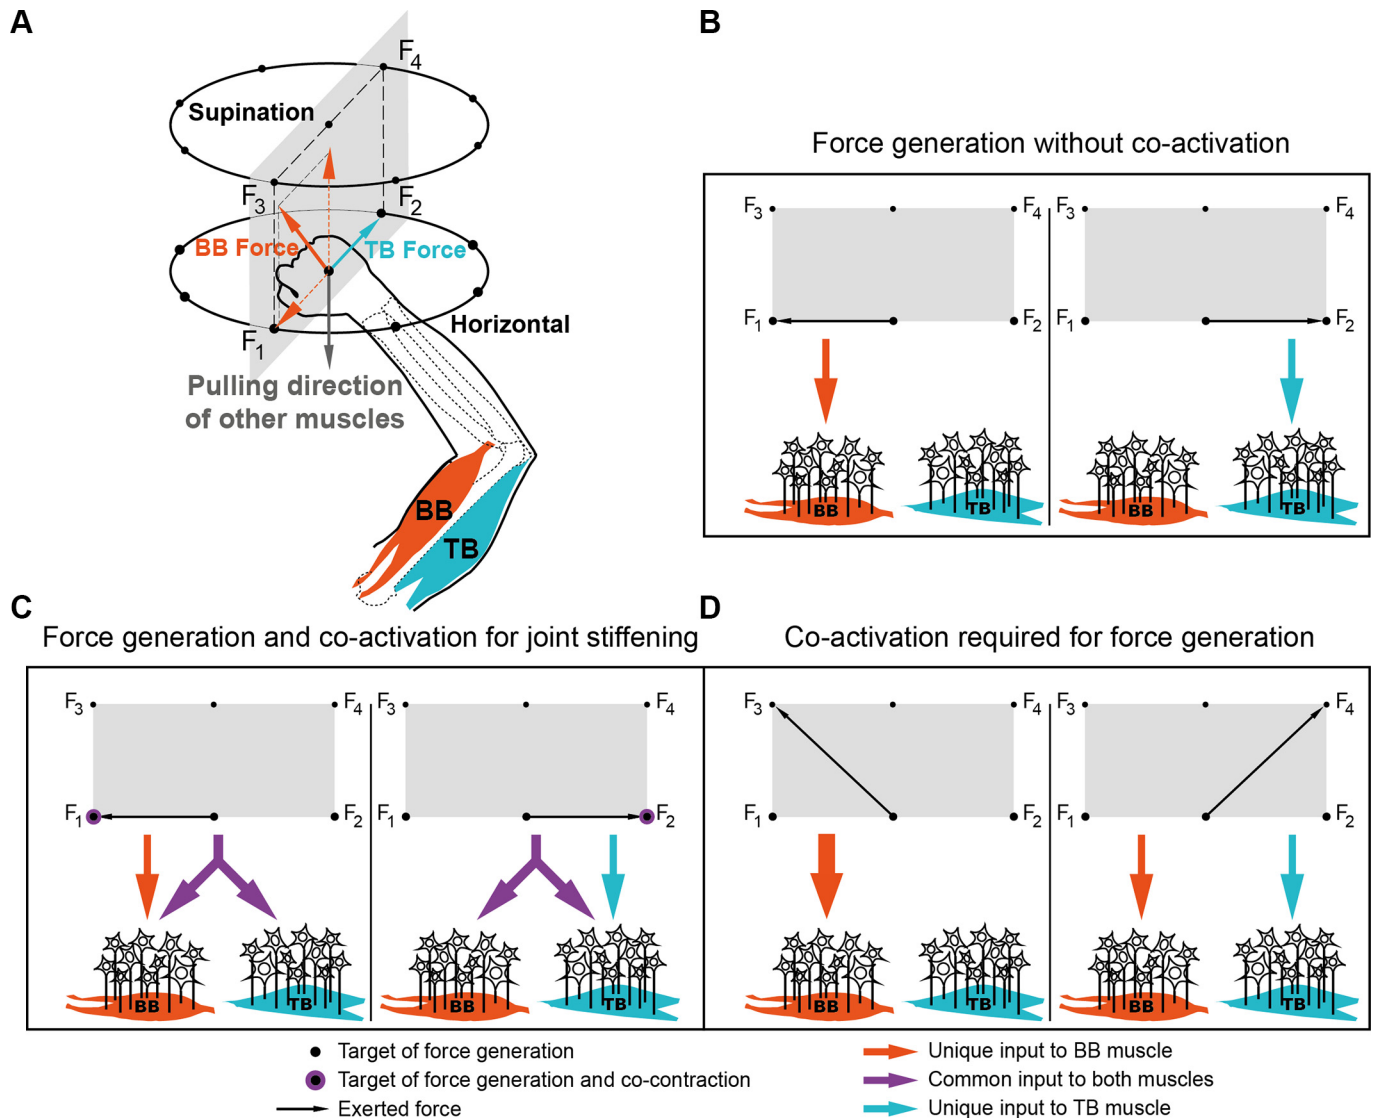 A
F4
Supination
F3
F2
BB Force
TB Force
F1
Horizontal
Pulling direction
of other muscles
BB
TB
B
Force generation without co-activation
F3
F4
F3
F4
F1
F2
F1
F2
BB
TB
BB
TB
C
Force generation and co-activation for joint stiffening
F3
F4
F3
F4
F1
F2
F1
F2
BB
TB
BB
TB
D
Co-activation required for force generation
F3
F4
F3
F4
F1
F2
F1
F2
BB
TB
BB
TB
Target of force generation
Target of force generation and co-contraction
Exerted force
Unique input to BB muscle
Common input to both muscles
Unique input to TB muscle